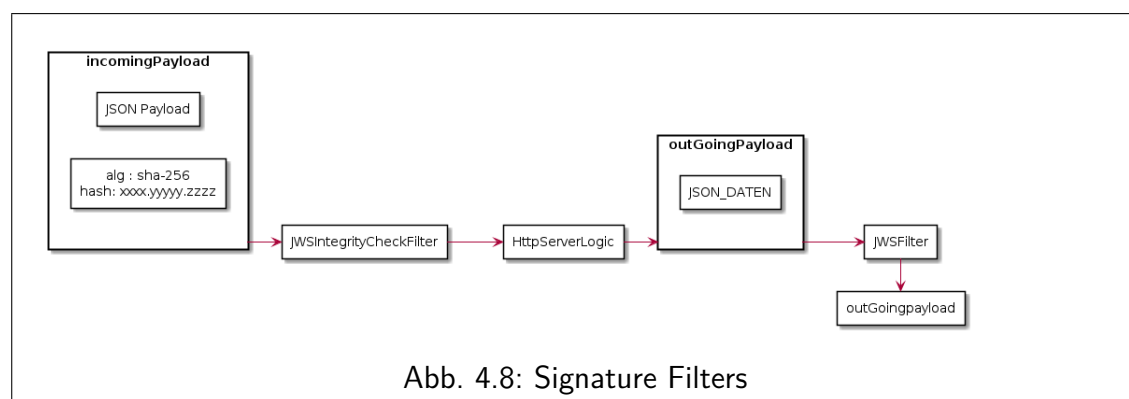 incomingPayload
JSON Payload
alg : sha-256
hash: xxxx.yyyyy.zzzz
JWSIntegrityCheckFilter
HttpServerLogic
outGoingPayload
JSON_DATEN
JWSFilter
outGoingpayload
Abb. 4.8: Signature Filters